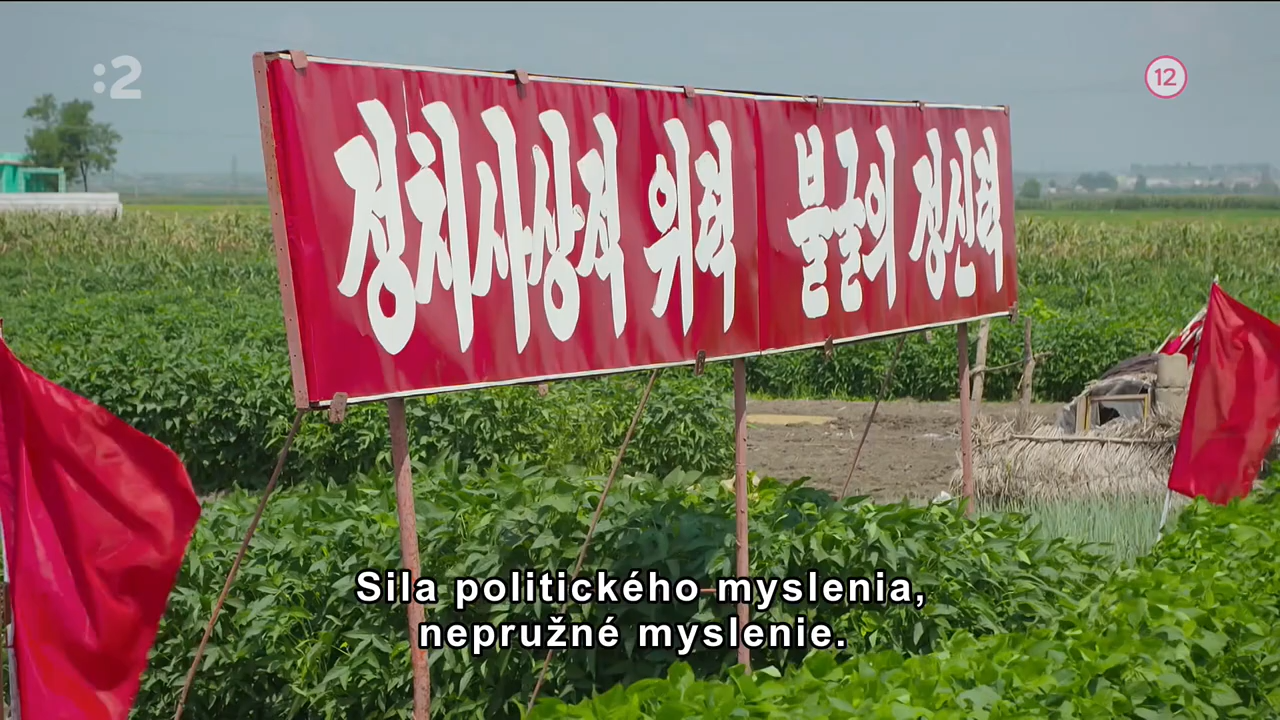 :2
12
정치사상적 위력 불굴의 정신력
Sila politického myslenia,
nepružné myslenie.